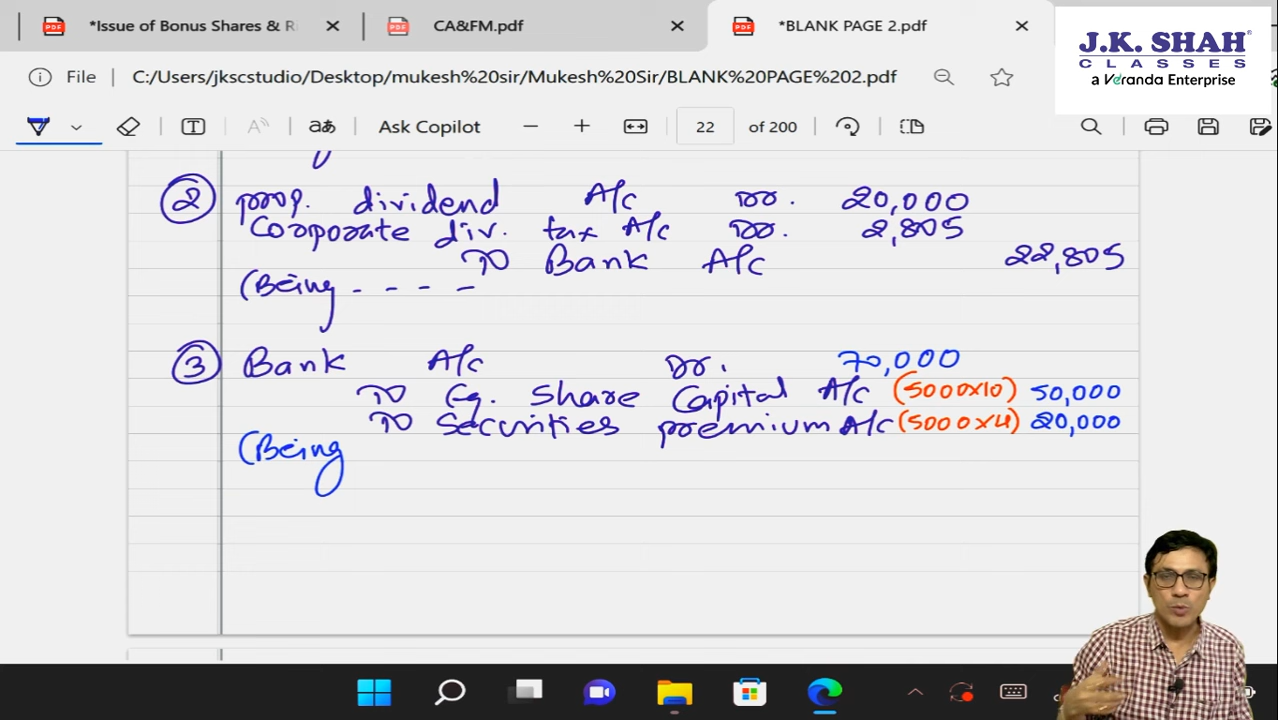 *Issue of Bonus Shares & Ri
CA&FM.pdf
*BLANK PAGE 2.pdf
J.K. SHAH®
CLASSES
a Veranda Enterprise
File
C:/Users/jkscstudio/Desktop/mukesh%20sir/Mukesh%20Sir/BLANK%20PAGE%202.pdf
Ask Copilot
22 of 200
② prop. dividend A/c Dr. 20,000
Corporate div. tax A/c Dr. 2,805
To Bank A/c 22,805
(Being - - - -
③ Bank A/c Dr. 70,000
To Eq. Share Capital A/c (5000x10) 50,000
To Securities premium A/c (5000x4) 20,000
(Being